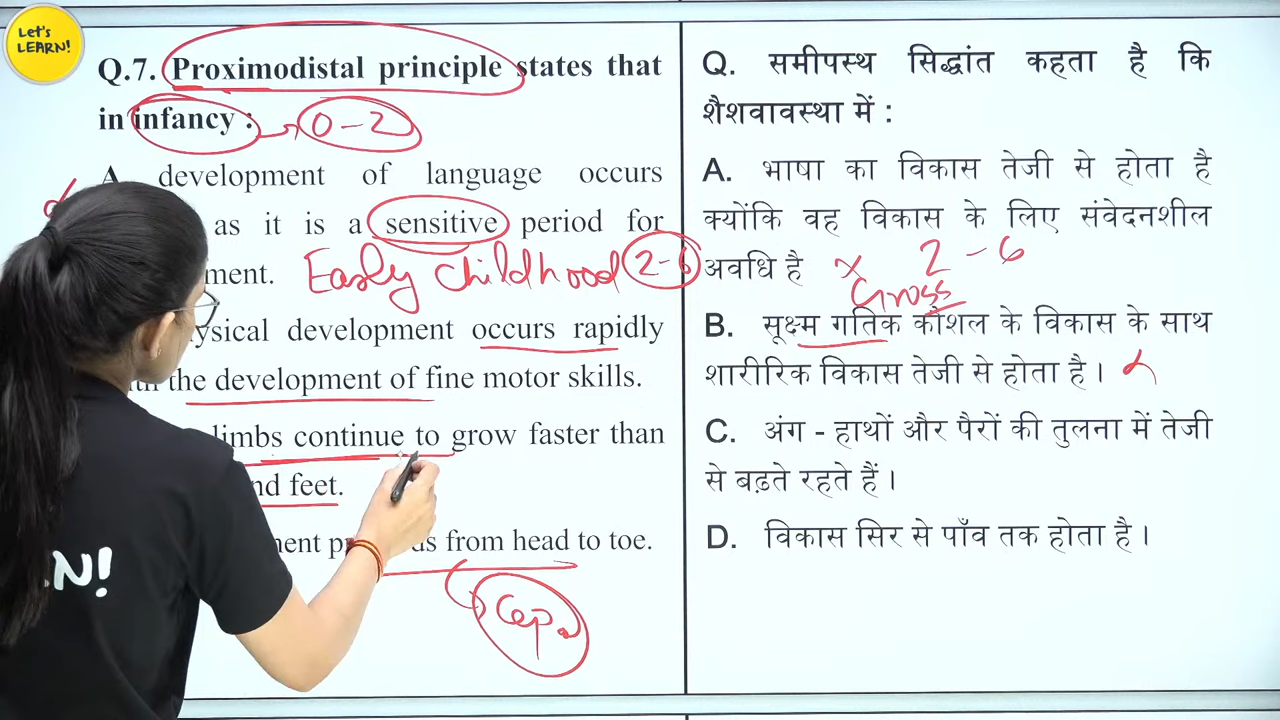 Let's
LEARN!
Q.7. Proximodistal principle states that
in infancy :
0-2
A. development of language occurs
as it is a sensitive period for
ment.
Early childhood 2-6
ysical development occurs rapidly
the development of fine motor skills.
limbs continue to grow faster than
nd feet.
from head to toe.
Cep
N!
Q. समीपस्थ सिद्धांत कहता है कि
शैशवावस्था में :
A. भाषा का विकास तेजी से होता है
क्योंकि वह विकास के लिए संवेदनशील
अवधि है
x 2-6
Gross
B. सूक्ष्म गतिक कौशल के विकास के साथ
शारीरिक विकास तेजी से होता है।
C. अंग - हाथों और पैरों की तुलना में तेजी
से बढ़ते रहते हैं।
D. विकास सिर से पाँव तक होता है।